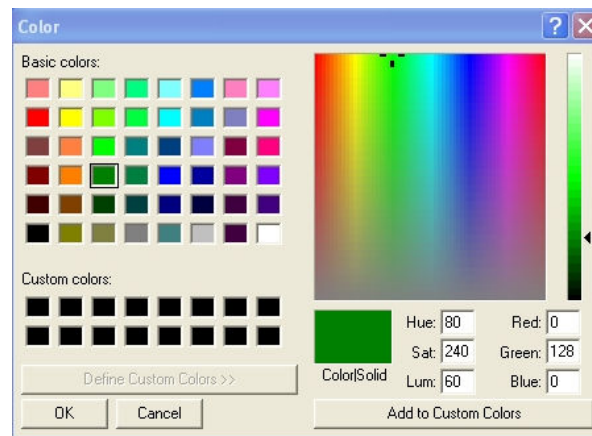 Color
Basic colors:
Custom colors:
Define Custom Colors >>
OK Cancel
Color|Solid
Hue: 80 Red: 0
Sat: 240 Green: 128
Lum: 60 Blue: 0
Add to Custom Colors